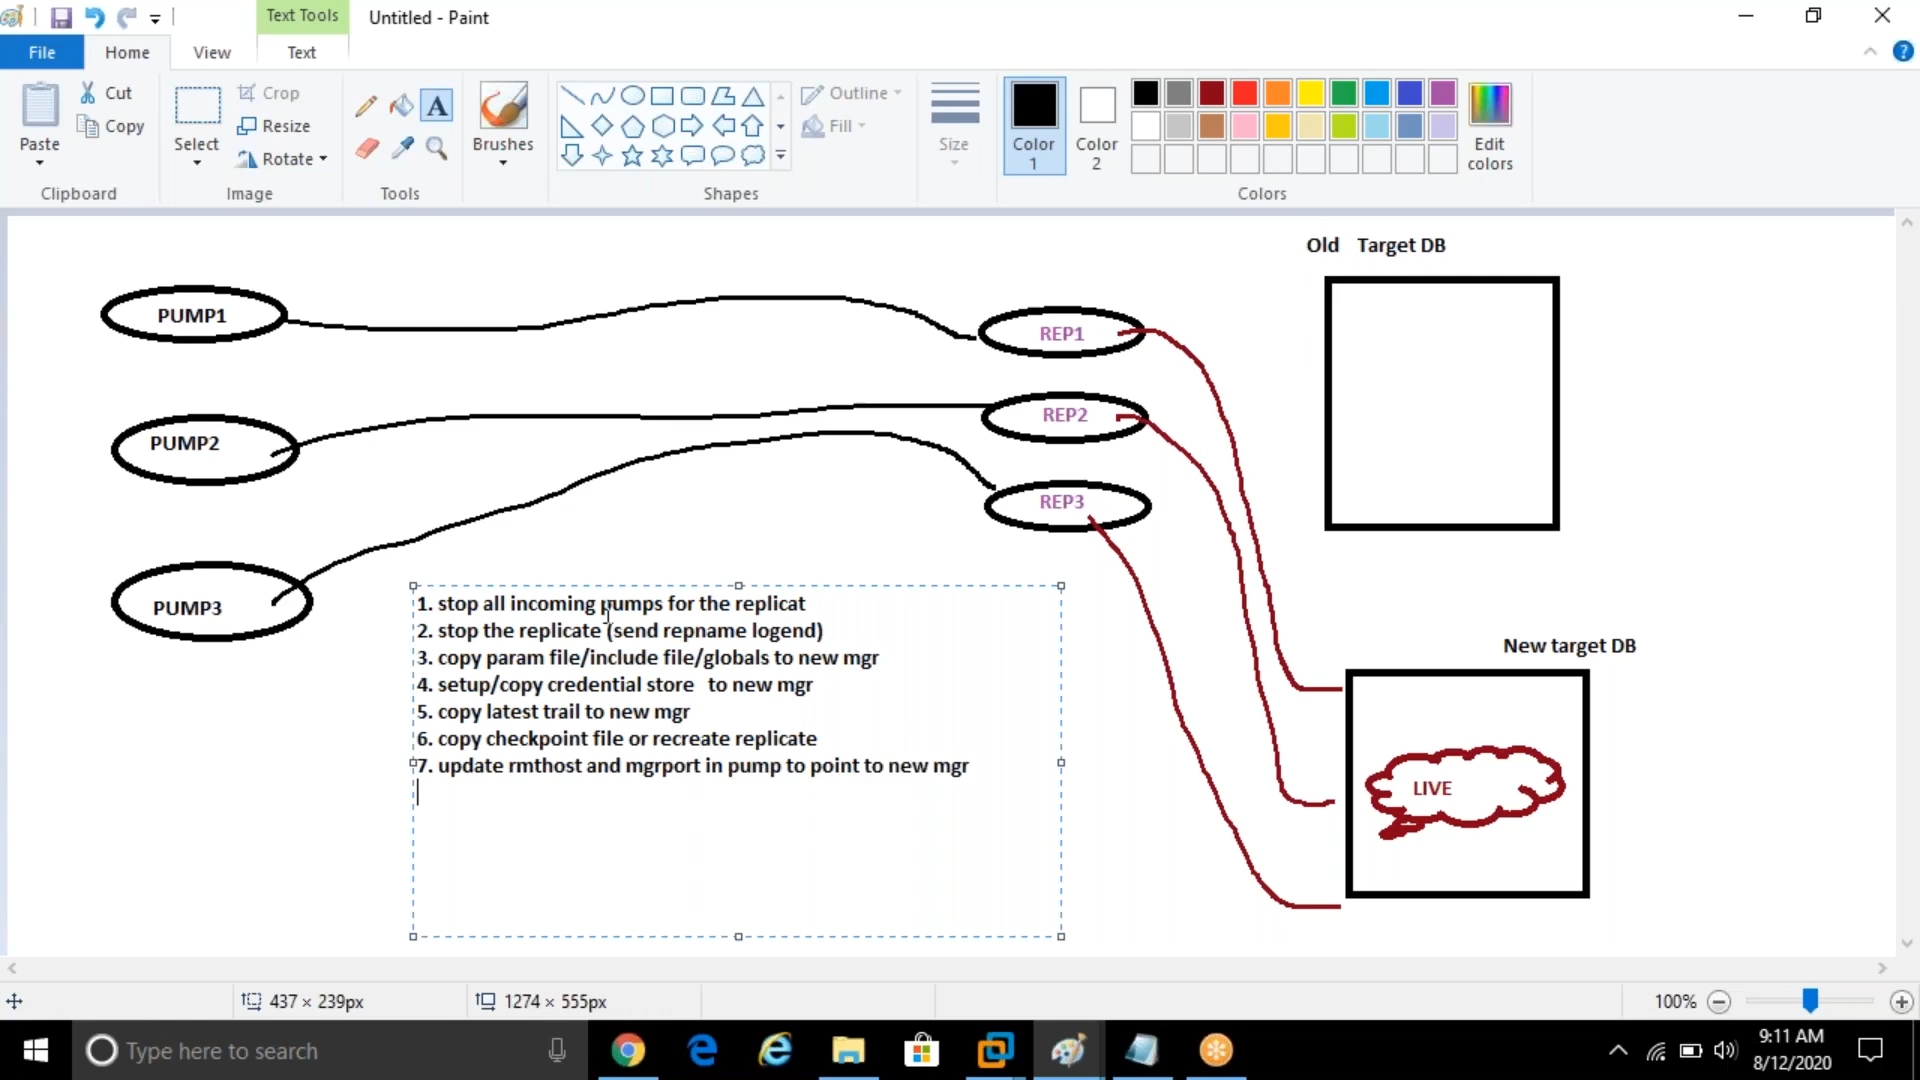 Text Tools
Untitled - Paint
File
Home
View
Text
Paste
Cut
Copy
Clipboard
Select
Crop
Resize
Rotate
Image
A
Tools
Brushes
Outline
Fill
Shapes
Size
Color
1
Color
2
Edit
colors
Colors
Old Target DB
PUMP1
REP1
PUMP2
REP2
REP3
PUMP3
1. stop all incoming pumps for the replicat
2. stop the replicate (send repname logend)
3. copy param file/include file/globals to new mgr
4. setup/copy credential store to new mgr
5. copy latest trail to new mgr
6. copy checkpoint file or recreate replicate
7. update rmthost and mgrport in pump to point to new mgr
New target DB
LIVE
437 × 239px
1274 × 555px
100%
Type here to search
9:11 AM
8/12/2020